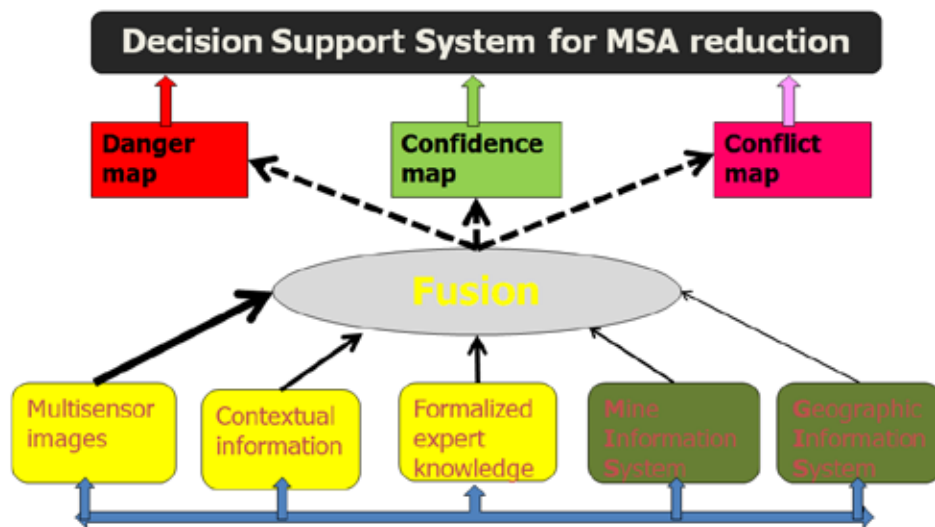 Decision Support System for MSA reduction
Danger
map
Confidence
map
Conflict
map
Fusion
Multisensor
images
Contextual
information
Formalized
expert
knowledge
Mine
Information
System
Geographic
Information
System